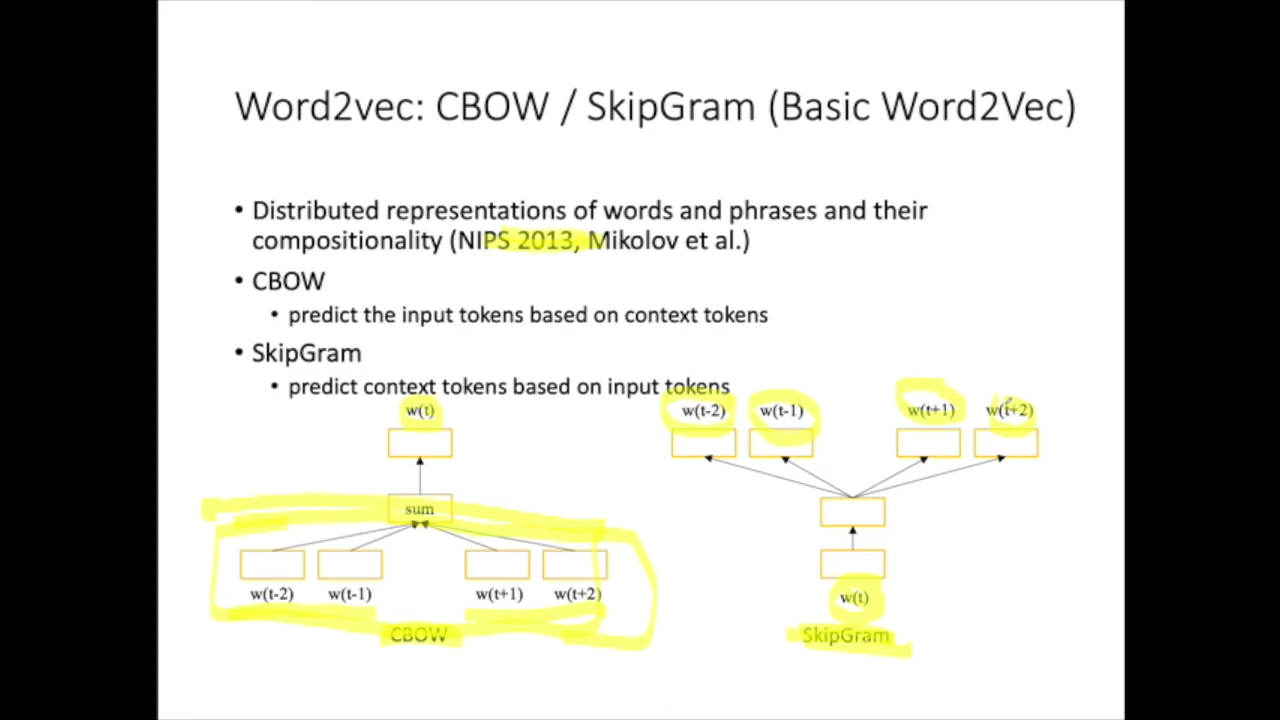 Word2vec: CBOW / SkipGram (Basic Word2Vec)
• Distributed representations of words and phrases and their
compositionality (NIPS 2013, Mikolov et al.)
• CBOW
• predict the input tokens based on context tokens
• SkipGram
• predict context tokens based on input tokens
w(t)
sum
w(t-2) w(t-1) w(t+1) w(t+2)
CBOW
w(t-2) w(t-1) w(t+1) w(t+2)
w(t)
SkipGram